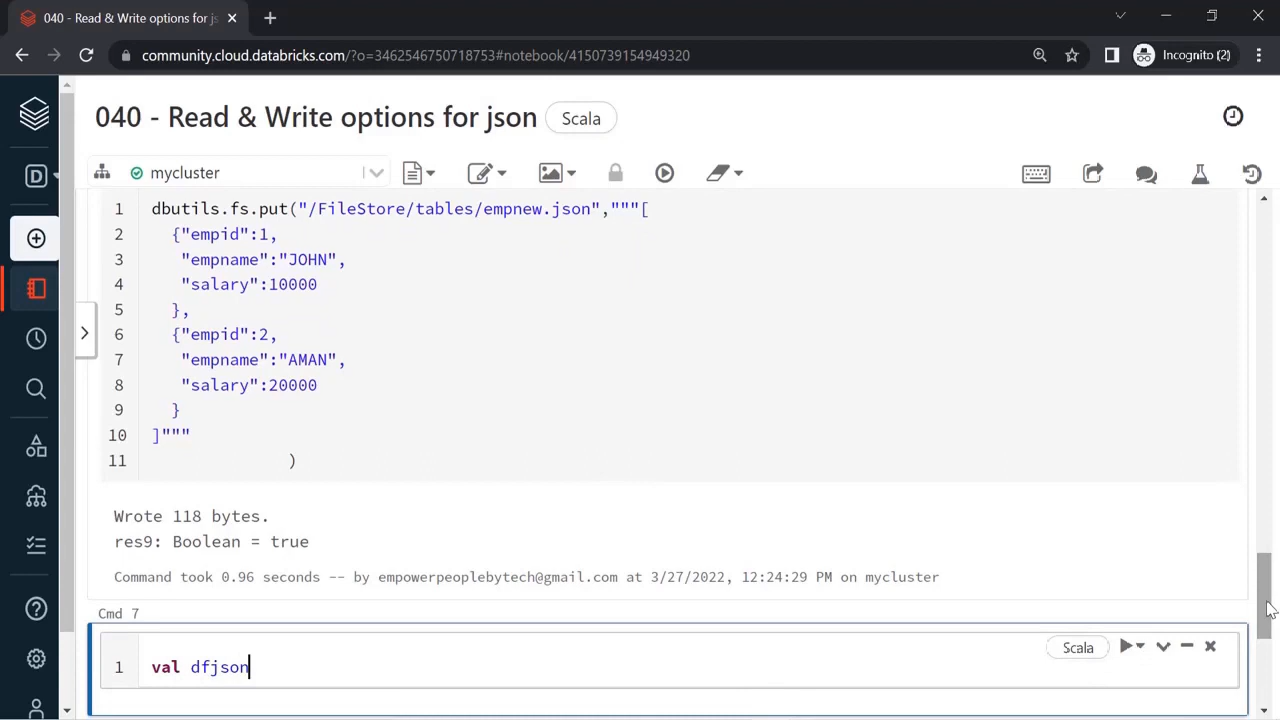 040 - Read & Write options for js
community.cloud.databricks.com/?o=3462546750718753#notebook/4150739154949320
Incognito (2)
040 - Read & Write options for json
Scala
D
mycluster
1 dbutils.fs.put("/FileStore/tables/empnew.json","""[
2 {"empid":1,
3 "empname":"JOHN",
4 "salary":10000
5 },
6 {"empid":2,
7 "empname":"AMAN",
8 "salary":20000
9 }
10 ]"""
11 )
Wrote 118 bytes.
res9: Boolean = true
Command took 0.96 seconds -- by empowerpeoplebytech@gmail.com at 3/27/2022, 12:24:29 PM on mycluster
Cmd 7
Scala
1 val dfjson